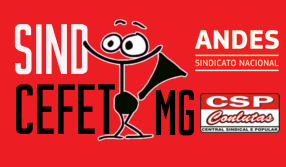 SIND
CEFET MG
ANDES
SINDICATO NACIONAL
CSP
Conlutas
CENTRAL SINDICAL E POPULAR